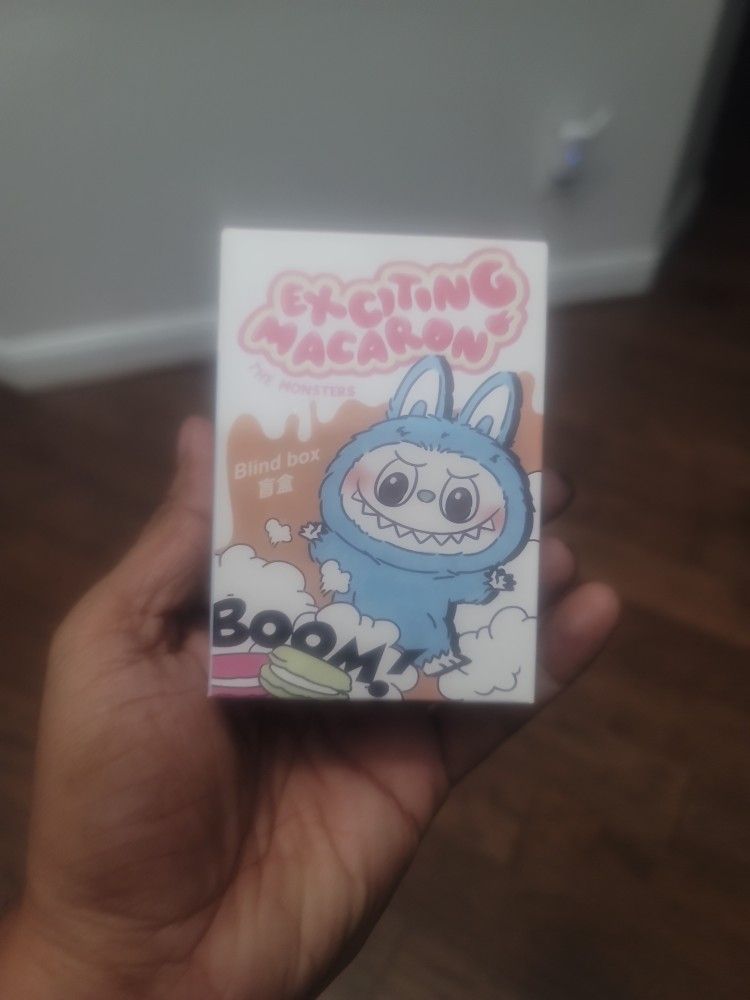 EXCITING
MACARON
THE MONSTERS
Blind box
盲盒
BOOM!